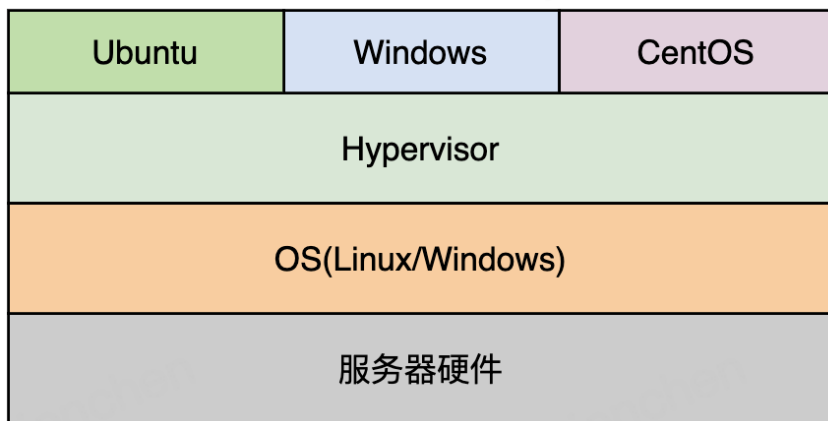 Ubuntu
Windows
CentOS
Hypervisor
OS(Linux/Windows)
服务器硬件